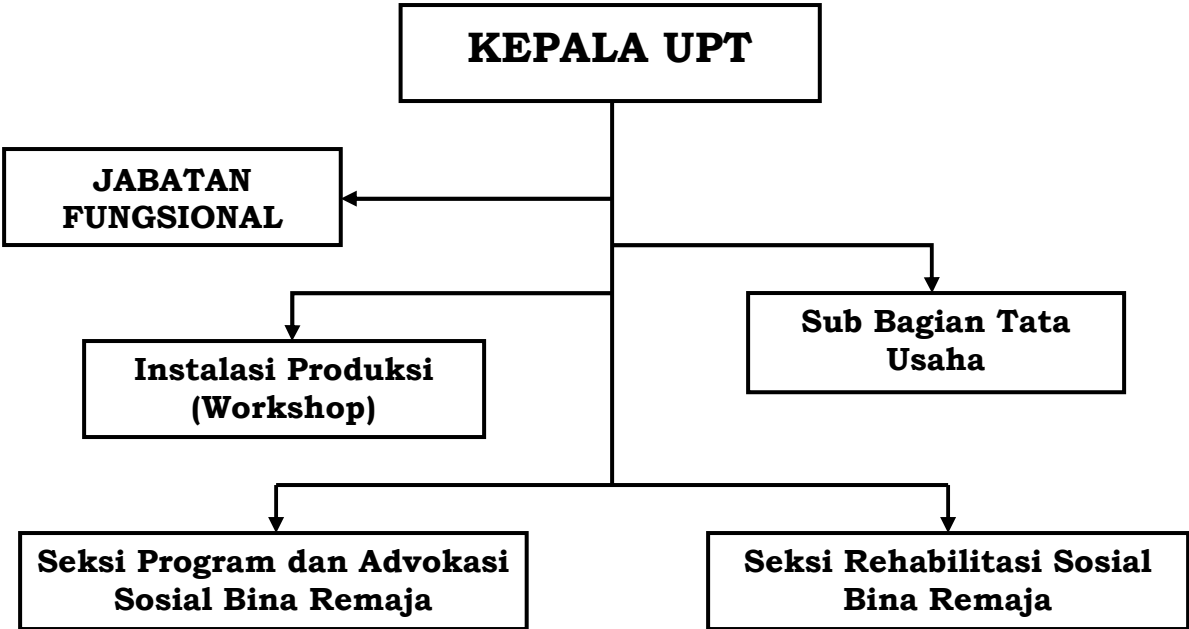 KEPALA UPT
JABATAN
FUNGSIONAL
Sub Bagian Tata
Usaha
Instalasi Produksi
(Workshop)
Seksi Program dan Advokasi
Sosial Bina Remaja
Seksi Rehabilitasi Sosial
Bina Remaja